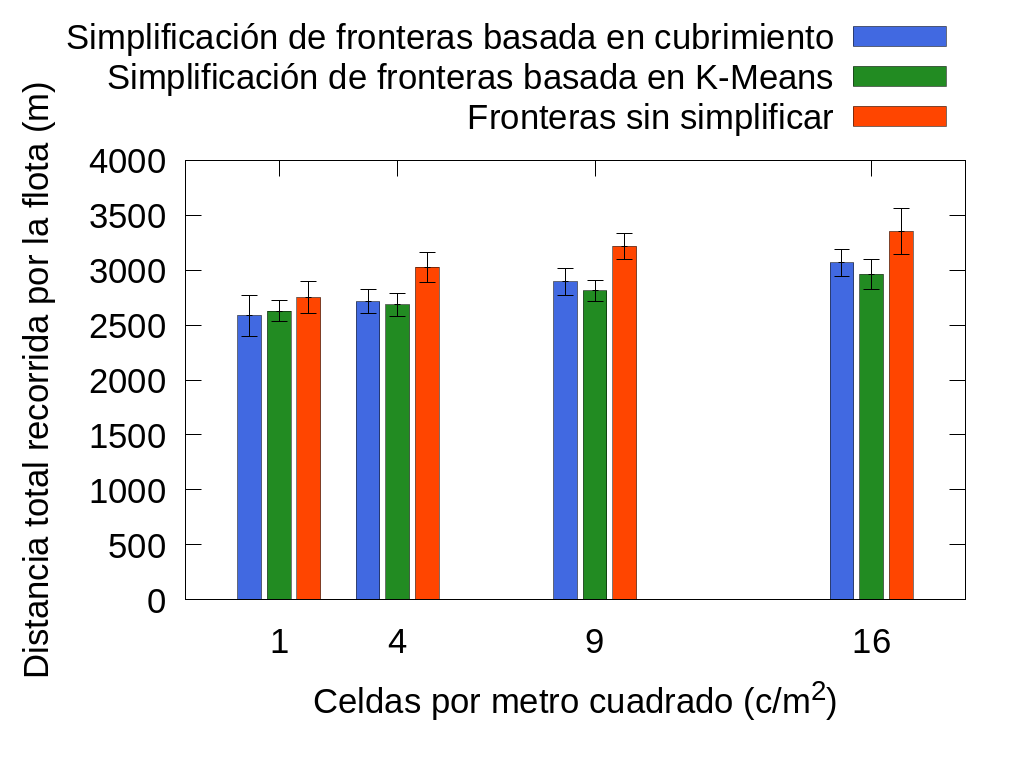 Simplificación de fronteras basada en cubrimiento
Simplificación de fronteras basada en K-Means
Fronteras sin simplificar
Distancia total recorrida por la flota (m)
4000
3500
3000
2500
2000
1500
1000
500
0
1 4 9 16
Celdas por metro cuadrado (c/m²)